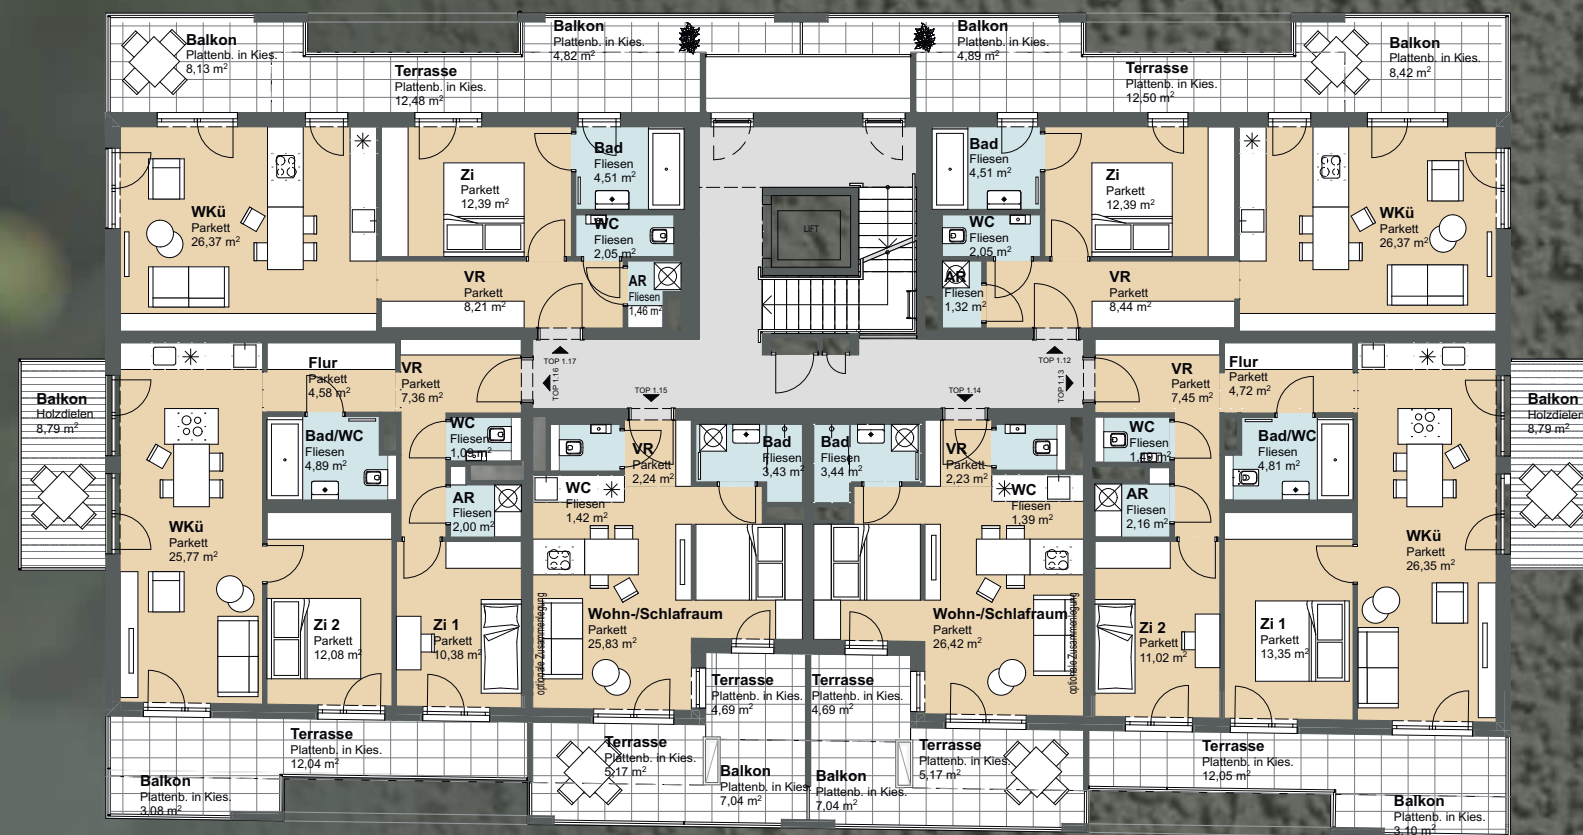 Balkon
Plattenb. in Kies.
8,13 m²
Terrasse
Plattenb. in Kies.
12,48 m²
Balkon
Plattenb. in Kies.
4,82 m²
Balkon
Plattenb. in Kies.
4,89 m²
Terrasse
Plattenb. in Kies.
12,50 m²
Balkon
Plattenb. in Kies.
8,42 m²
WKü
Parkett
26,37 m²
Zi
Parkett
12,39 m²
Bad
Fliesen
4,51 m²
WC
Fliesen
2,05 m²
VR
Parkett
8,21 m²
AR
Fliesen
1,46 m²
LIFT
Bad
Fliesen
4,51 m²
WC
Fliesen
2,05 m²
AR
Fliesen
1,32 m²
Zi
Parkett
12,39 m²
VR
Parkett
8,44 m²
WKü
Parkett
26,37 m²
TOP 1.17
TOP 1.16
TOP 1.15
TOP 1.14
TOP 1.12
TOP 1.13
Balkon
Holzdielen
8,79 m²
Flur
Parkett
4,58 m²
VR
Parkett
7,36 m²
Bad/WC
Fliesen
4,89 m²
WC
Fliesen
AR
Fliesen
2,00 m²
WKü
Parkett
25,77 m²
Zi 2
Parkett
12,08 m²
Zi 1
Parkett
10,38 m²
VR
Parkett
2,24 m²
Bad
Fliesen
3,43 m²
WC
Fliesen
1,42 m²
Wohn-/Schlafraum
Parkett
25,83 m²
optionale Zusammenlegung
Bad
Fliesen
3,44 m²
VR
Parkett
2,23 m²
WC
Fliesen
1,39 m²
Wohn-/Schlafraum
Parkett
26,42 m²
optionale Zusammenlegung
VR
Parkett
7,45 m²
Flur
Parkett
4,72 m²
WC
Fliesen
Bad/WC
Fliesen
4,81 m²
AR
Fliesen
2,16 m²
Zi 2
Parkett
11,02 m²
Zi 1
Parkett
13,35 m²
WKü
Parkett
26,35 m²
Balkon
Holzdielen
8,79 m²
Terrasse
Plattenb. in Kies.
12,04 m²
Balkon
Plattenb. in Kies.
3,08 m²
Terrasse
Plattenb. in Kies.
5,17 m²
Terrasse
Plattenb. in Kies.
4,69 m²
Balkon
Plattenb. in Kies.
7,04 m²
Terrasse
Plattenb. in Kies.
4,69 m²
Balkon
Plattenb. in Kies.
7,04 m²
Terrasse
Plattenb. in Kies.
5,17 m²
Terrasse
Plattenb. in Kies.
12,05 m²
Balkon
Plattenb. in Kies.
3,10 m²